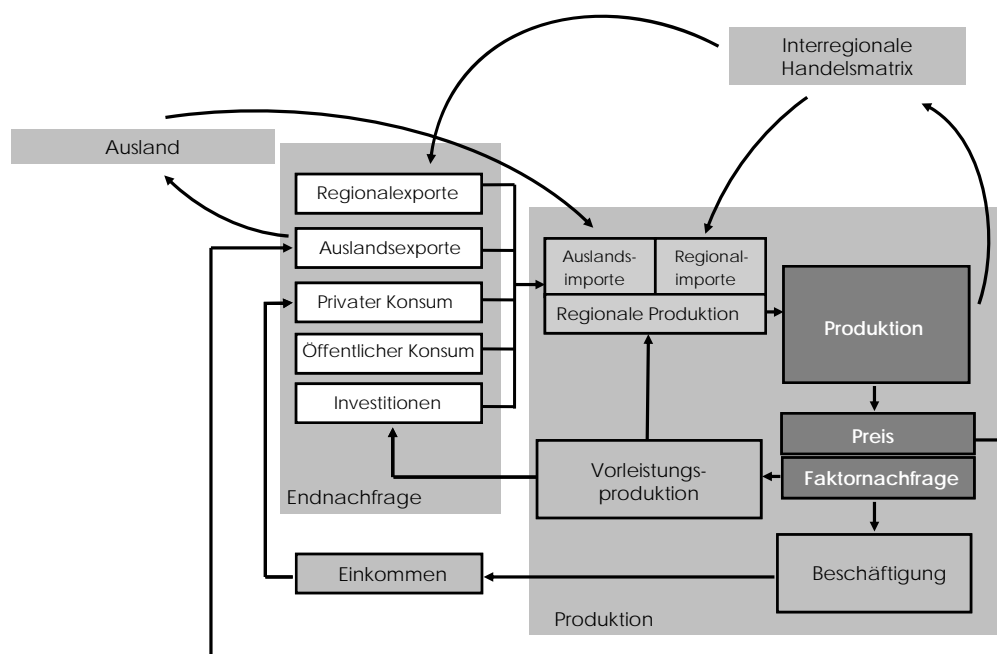 Interregionale
Handelsmatrix
Ausland
Regionalexporte
Auslandsexporte
Privater Konsum
Öffentlicher Konsum
Investitionen
Endnachfrage
Auslands-
importe
Regional-
importe
Regionale Produktion
Produktion
Preis
Faktornachfrage
Vorleistungs-
produktion
Einkommen
Beschäftigung
Produktion